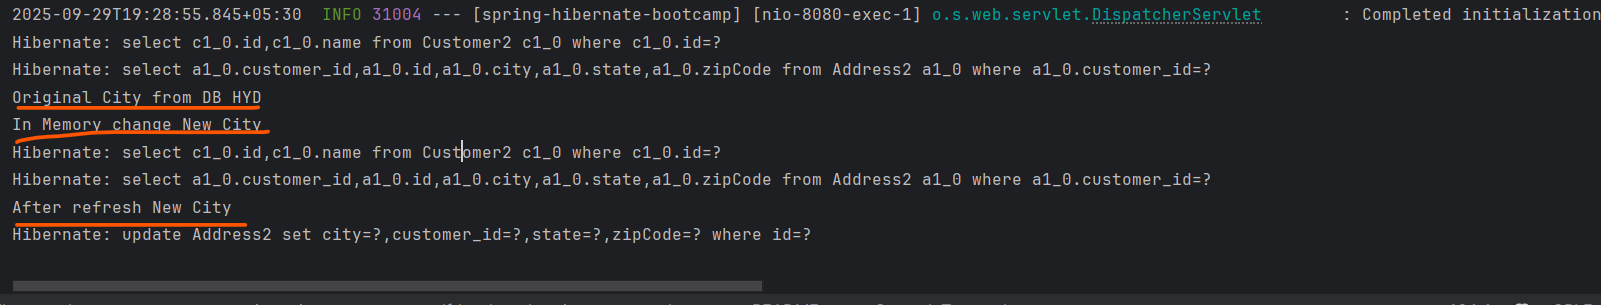 2025-09-29T19:28:55.845+05:30  INFO 31004 --- [spring-hibernate-bootcamp] [nio-8080-exec-1] o.s.web.servlet.DispatcherServlet        : Completed initialization
Hibernate: select c1_0.id,c1_0.name from Customer2 c1_0 where c1_0.id=?
Hibernate: select a1_0.customer_id,a1_0.id,a1_0.city,a1_0.state,a1_0.zipCode from Address2 a1_0 where a1_0.customer_id=?
Original City from DB HYD
In Memory change New City
Hibernate: select c1_0.id,c1_0.name from Customer2 c1_0 where c1_0.id=?
Hibernate: select a1_0.customer_id,a1_0.id,a1_0.city,a1_0.state,a1_0.zipCode from Address2 a1_0 where a1_0.customer_id=?
After refresh New City
Hibernate: update Address2 set city=?,customer_id=?,state=?,zipCode=? where id=?